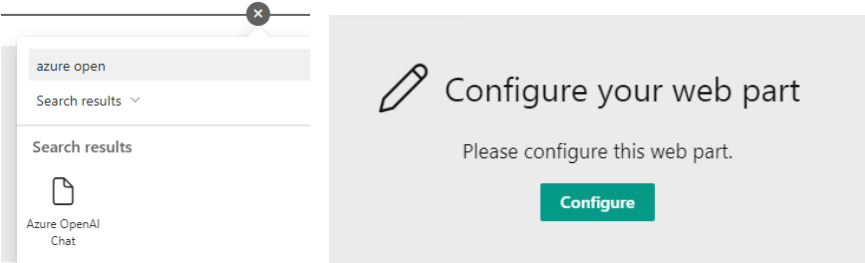 azure open
Search results
Search results
Azure OpenAI
Chat
Configure your web part
Please configure this web part.
Configure